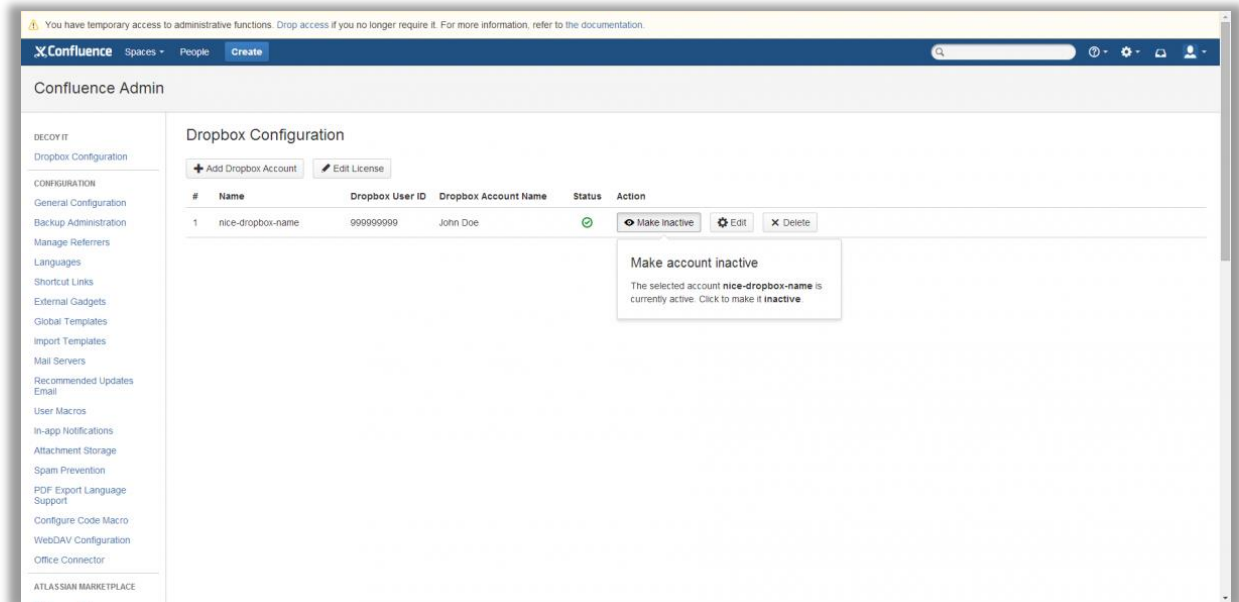 You have temporary access to administrative functions. Drop access if you no longer require it. For more information, refer to the documentation.
Confluence Spaces People Create
Confluence Admin
DECOY IT
Dropbox Configuration
CONFIGURATION
General Configuration
Backup Administration
Manage Referrers
Languages
Shortcut Links
External Gadgets
Global Templates
Import Templates
Mail Servers
Recommended Updates
Email
User Macros
In-app Notifications
Attachment Storage
Spam Prevention
PDF Export Language
Support
Configure Code Macro
WebDAV Configuration
Office Connector
ATLASSIAN MARKETPLACE
Dropbox Configuration
Add Dropbox Account Edit License
# Name Dropbox User ID Dropbox Account Name Status Action
1 nice-dropbox-name 999999999 John Doe Make Inactive Edit Delete
Make account inactive
The selected account nice-dropbox-name is
currently active. Click to make it inactive.